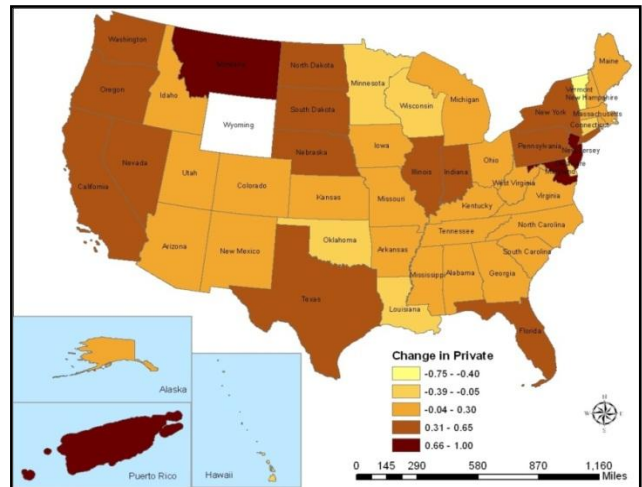 Washington
Montana
North Dakota
Minnesota
Maine
Oregon
Idaho
South Dakota
Wisconsin
Michigan
Vermont
New Hampshire
New York
Massachusetts
Connecticut
Wyoming
Nebraska
Iowa
Pennsylvania
New Jersey
Nevada
Utah
Colorado
Illinois
Indiana
Ohio
West Virginia
Virginia
California
Kansas
Missouri
Kentucky
Arizona
New Mexico
Oklahoma
Arkansas
Tennessee
North Carolina
South Carolina
Mississippi
Alabama
Georgia
Texas
Louisiana
Florida
Alaska
Puerto Rico
Hawaii
Change in Private
-0.75 - -0.40
-0.39 - -0.05
-0.04 - 0.30
0.31 - 0.65
0.66 - 1.00
N
W E
S
0 145 290 580 870 1,160
Miles